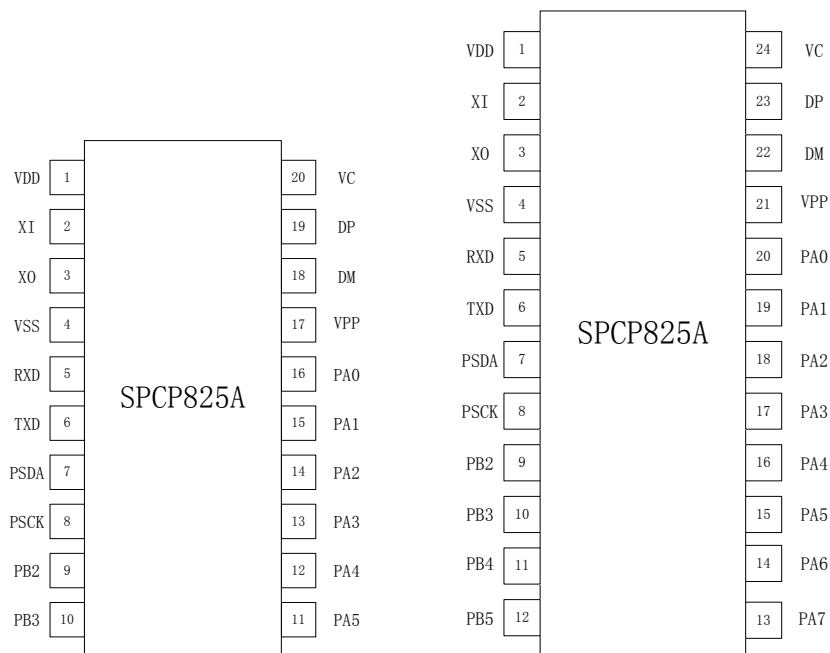 VDD 1 20 VC
XI 2 19 DP
XO 3 18 DM
VSS 4 17 VPP
RXD 5 16 PA0
TXD 6 15 PA1
PSDA 7 14 PA2
PSCK 8 13 PA3
PB2 9 12 PA4
PB3 10 11 PA5
SPCP825A
VDD 1 24 VC
XI 2 23 DP
XO 3 22 DM
VSS 4 21 VPP
RXD 5 20 PA0
TXD 6 19 PA1
PSDA 7 18 PA2
PSCK 8 17 PA3
PB2 9 16 PA4
PB3 10 15 PA5
PB4 11 14 PA6
PB5 12 13 PA7
SPCP825A